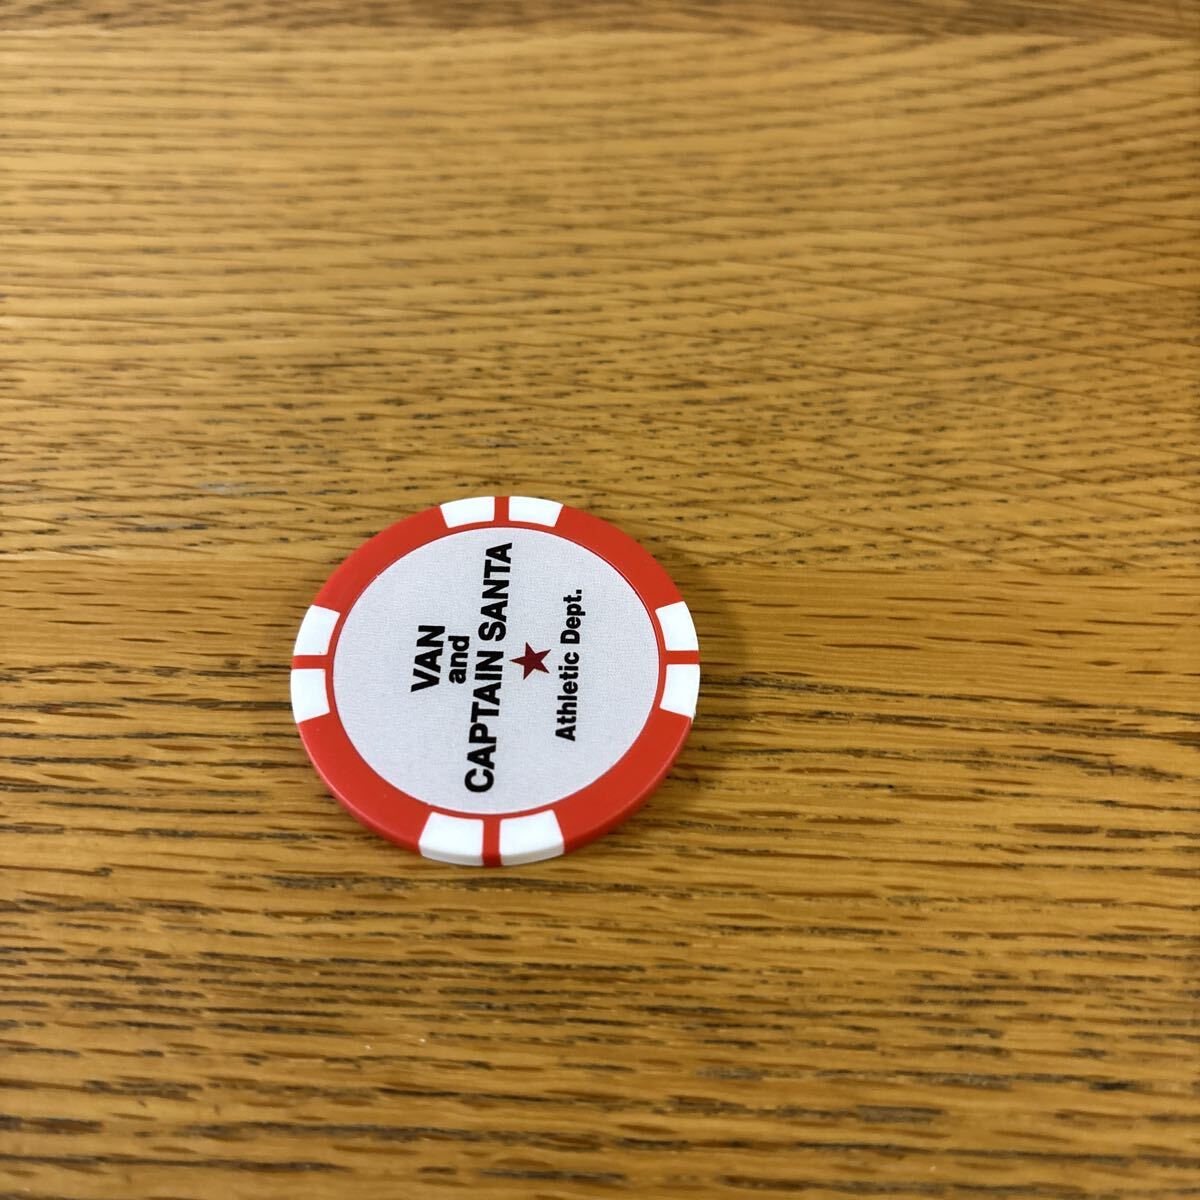 VAN
and
CAPTAIN SANTA
Athletic Dept.